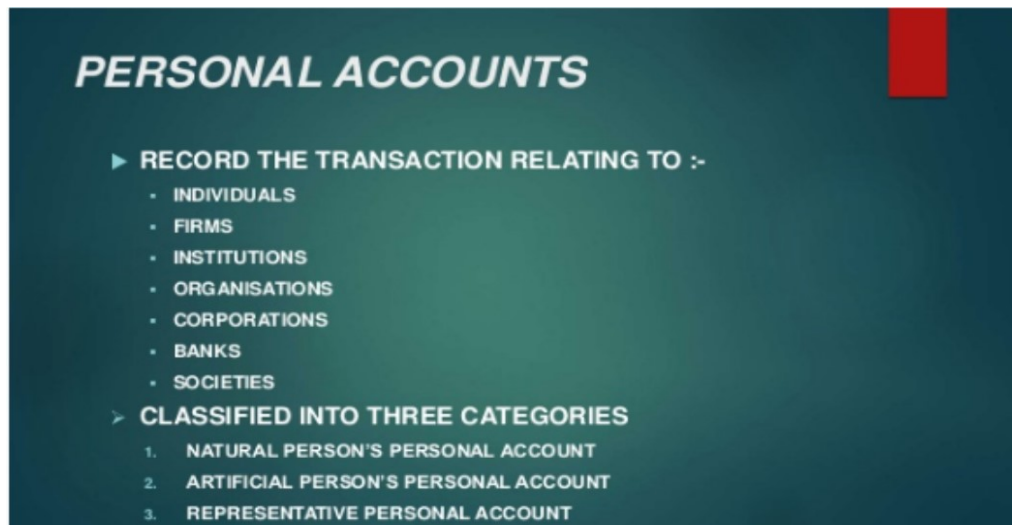 PERSONAL ACCOUNTS
RECORD THE TRANSACTION RELATING TO :-
INDIVIDUALS
FIRMS
INSTITUTIONS
ORGANISATIONS
CORPORATIONS
BANKS
SOCIETIES
CLASSIFIED INTO THREE CATEGORIES
1. NATURAL PERSON'S PERSONAL ACCOUNT
2. ARTIFICIAL PERSON'S PERSONAL ACCOUNT
3. REPRESENTATIVE PERSONAL ACCOUNT